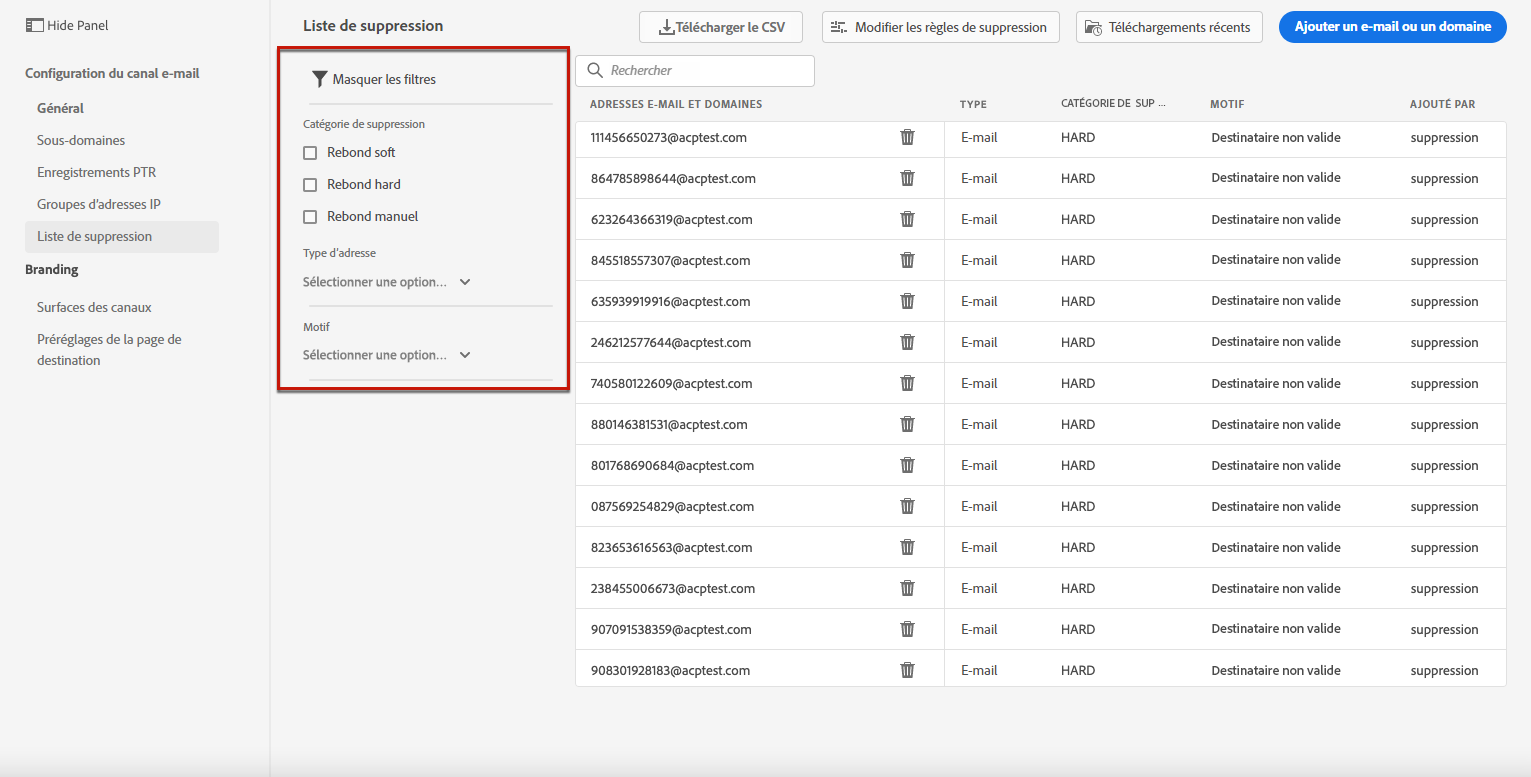 Hide Panel
Configuration du canal e-mail
Général
Sous-domaines
Enregistrements PTR
Groupes d'adresses IP
Liste de suppression
Branding
Surfaces des canaux
Préréglages de la page de
destination
Liste de suppression
Télécharger le CSV
Modifier les règles de suppression
Téléchargements récents
Ajouter un e-mail ou un domaine
Masquer les filtres
Catégorie de suppression
Rebond soft
Rebond hard
Rebond manuel
Type d'adresse
Sélectionner une option...
Motif
Sélectionner une option...
Rechercher
ADRESSES E-MAIL ET DOMAINES TYPE CATÉGORIE DE SUP ... MOTIF AJOUTÉ PAR
111456650273@acptest.com E-mail HARD Destinataire non valide suppression
864785898644@acptest.com E-mail HARD Destinataire non valide suppression
623264366319@acptest.com E-mail HARD Destinataire non valide suppression
845518557307@acptest.com E-mail HARD Destinataire non valide suppression
635939919916@acptest.com E-mail HARD Destinataire non valide suppression
246212577644@acptest.com E-mail HARD Destinataire non valide suppression
740580122609@acptest.com E-mail HARD Destinataire non valide suppression
880146381531@acptest.com E-mail HARD Destinataire non valide suppression
801768690684@acptest.com E-mail HARD Destinataire non valide suppression
087569254829@acptest.com E-mail HARD Destinataire non valide suppression
823653616563@acptest.com E-mail HARD Destinataire non valide suppression
238455006673@acptest.com E-mail HARD Destinataire non valide suppression
907091538359@acptest.com E-mail HARD Destinataire non valide suppression
908301928183@acptest.com E-mail HARD Destinataire non valide suppression